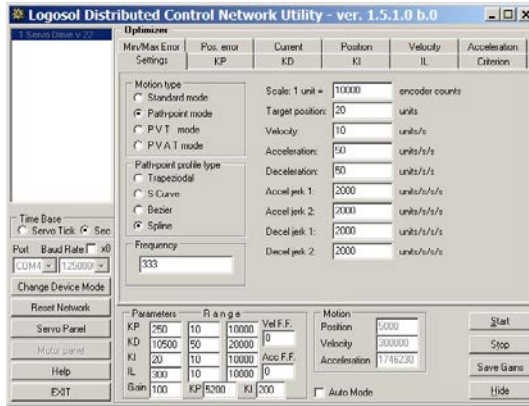 Logosol Distributed Control Network Utility - ver. 1.5.1.0 b.0
1 Servo Drive v.22
Optimizer
Min/Max Error Pos. error Current Position Velocity Acceleration
Settings KP KD KI IL Criterion
Motion type
Standard mode
Path-point mode
P V T mode
P V A T mode
Path-point profile type
Trapeziodal
S-Curve
Bezier
Spline
Frequency
333
Scale: 1 unit = 10000 encoder counts
Target position: 20 units
Velocity: 10 units/s
Acceleration: 50 units/s/s
Deceleration: 50 units/s/s
Accel jerk 1: 2000 units/s/s/s
Accel jerk 2: 2000 units/s/s/s
Decel jerk 1: 2000 units/s/s/s
Decel jerk 2: 2000 units/s/s/s
Time Base
Servo Tick Sec
Port Baud Rate x0
COM4 125000
Change Device Mode
Reset Network
Servo Panel
Motor panel
Help
EXIT
Parameters Range
KP 250 10 10000 Vel F.F.
KD 10500 50 20000 0
KI 20 10 10000 Acc F.F.
IL 300 10 10000 0
Gain 100 KP 5200 KI 200
Motion
Position 5000
Velocity 300000
Acceleration 1746230
Auto Mode
Start
Stop
Save Gains
Hide